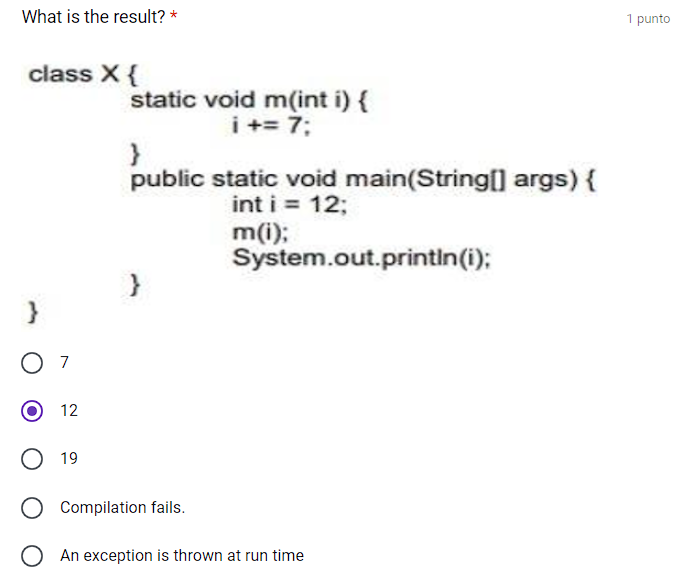 What is the result? *
1 punto
class X {
static void m(int i) {
i += 7;
}
public static void main(String[] args) {
int i = 12;
m(i);
System.out.println(i);
}
}
7
12
19
Compilation fails.
An exception is thrown at run time